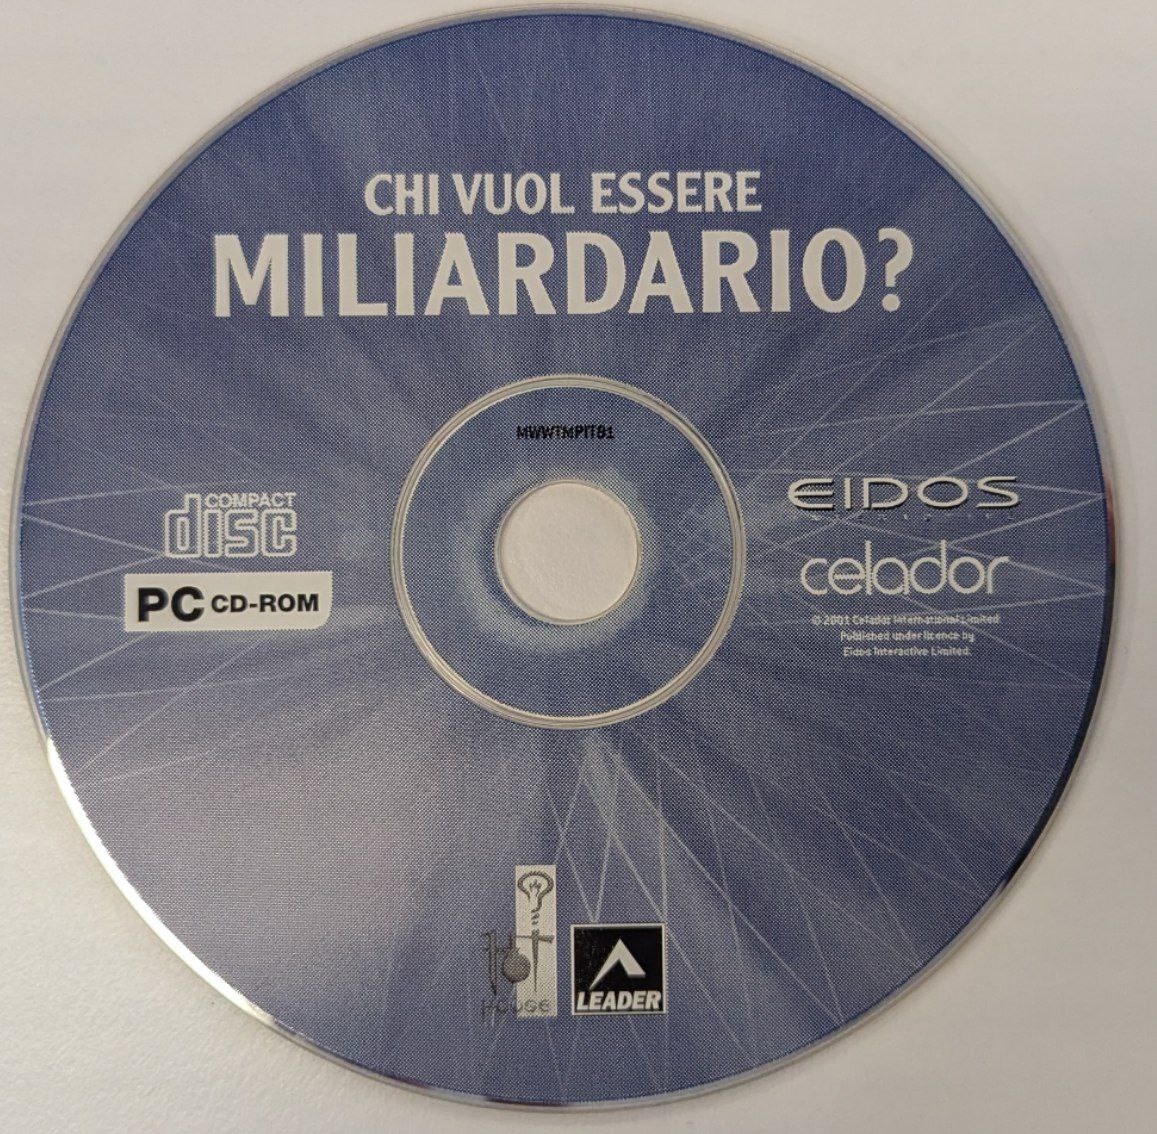 CHI VUOL ESSERE
MILIARDARIO?
MWWTMPIT01
COMPACT
disc
PC CD-ROM
EIDOS
celador
© 2001 Celador International Limited
Published under licence by
Eidos Interactive Limited.
HOUSE
LEADER